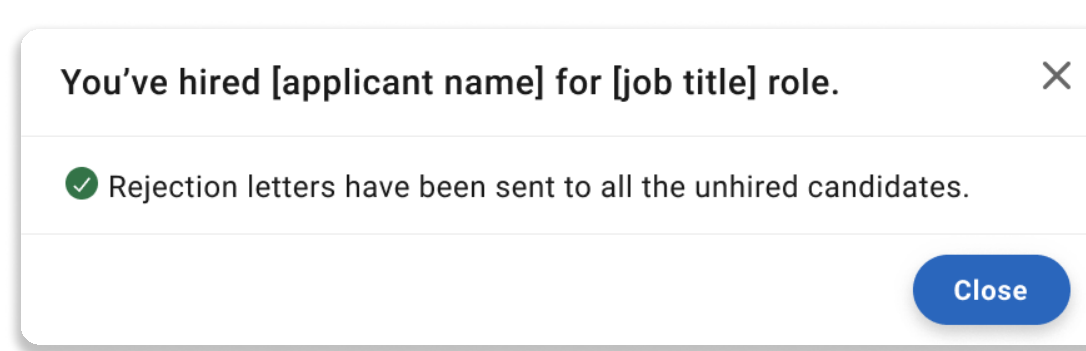 You’ve hired [applicant name] for [job title] role.
Rejection letters have been sent to all the unhired candidates.
Close